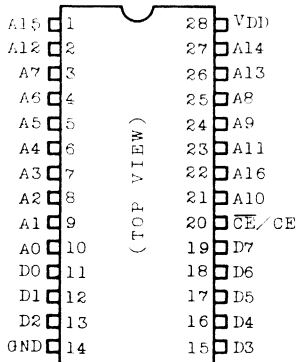 A15 1 28 VDD
A12 2 27 A14
A7 3 26 A13
A6 4 25 A8
A5 5 24 A9
A4 6 23 A11
A3 7 22 A16
A2 8 21 A10
A1 9 20 CE/CE
A0 10 19 D7
D0 11 18 D6
D1 12 17 D5
D2 13 16 D4
GND 14 15 D3
(TOP VIEW)